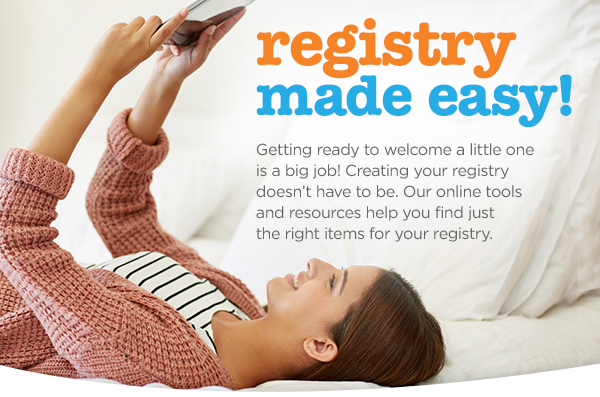 registry
made easy!
Getting ready to welcome a little one
is a big job! Creating your registry
doesn't have to be. Our online tools
and resources help you find just
the right items for your registry.